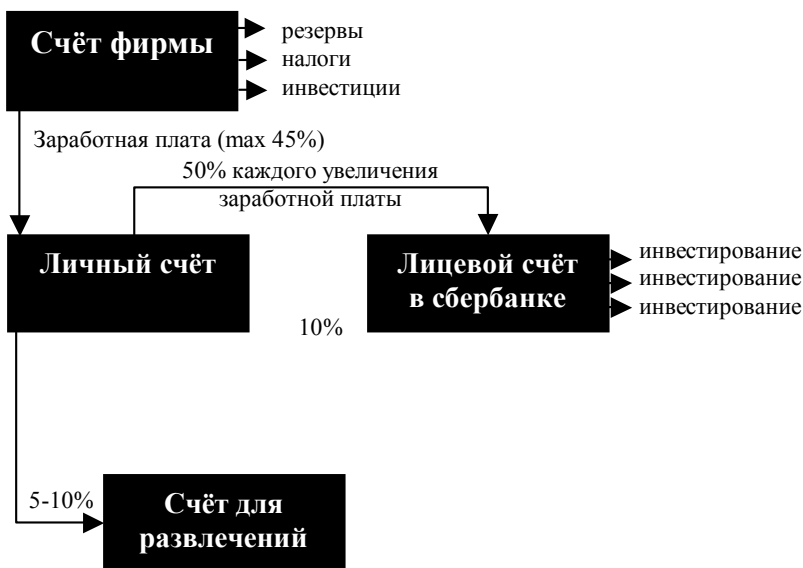 Счёт фирмы
резервы
налоги
инвестиции
Заработная плата (max 45%)
50% каждого увеличения
заработной платы
Личный счёт
Лицевой счёт
в сбербанке
инвестирование
инвестирование
инвестирование
10%
5-10%
Счёт для
развлечений